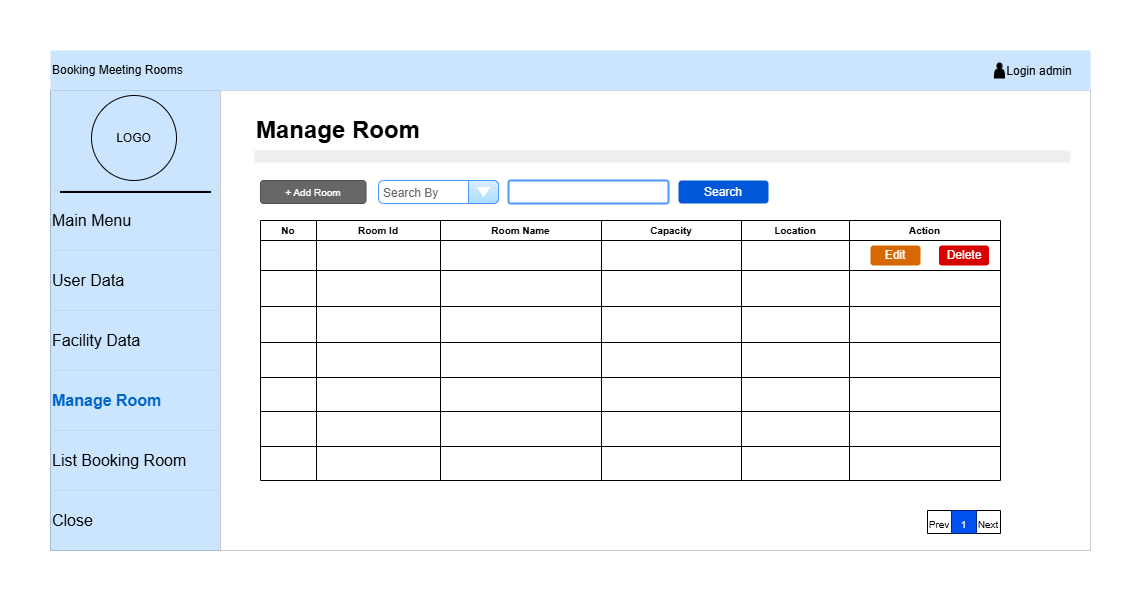 Booking Meeting Rooms
Login admin
LOGO
Main Menu
User Data
Facility Data
Manage Room
List Booking Room
Close
Manage Room
+ Add Room Search By Search
No Room Id Room Name Capacity Location Action
Edit Delete
Prev 1 Next